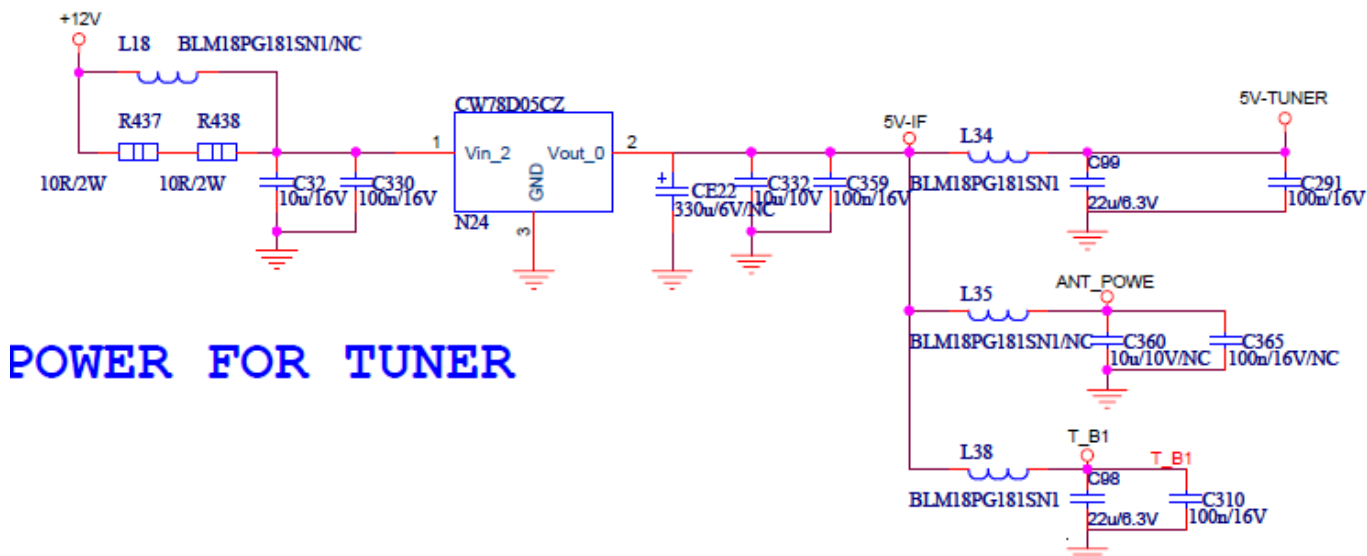 +12V
L18 BLM18PG181SN1/NC
R437 R438
10R/2W 10R/2W
C32
10u/16V
C330
100n/16V
CW78D05CZ
1 Vin_2 Vout_0 2
GND
3
N24
CE22
330u/6V/NC
C332
10u/10V
C359
100n/16V
5V-IF
L34
BLM18PG181SN1
C99
22u/6.3V
5V-TUNER
C291
100n/16V
POWER FOR TUNER
L35
BLM18PG181SN1/NC
ANT_POWE
C360
10u/10V/NC
C365
100n/16V/NC
L38
BLM18PG181SN1
T_B1
T_B1
C98
22u/6.3V
C310
100n/16V